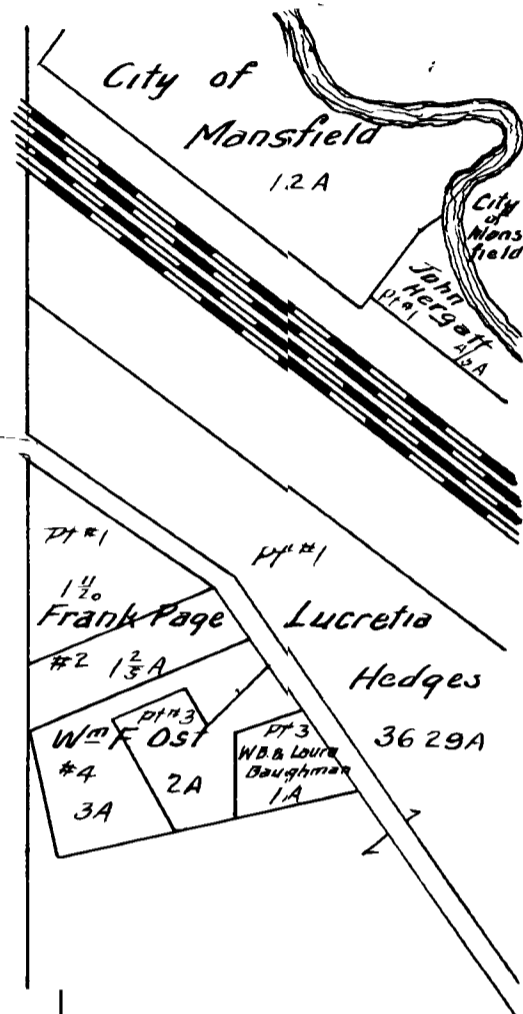 City of
Mansfield
1.2 A
City
of
Mans
field
John
Hergatt
pt #1
A
pt #1
1 11/20
Frank Page
#2 1 2/5 A
pt #1
Lucretia
Hedges
36 29A
Wm F Ost
pt #3
#4
3A
2A
pt 3
W.B. & Laura
Baughman
1.A